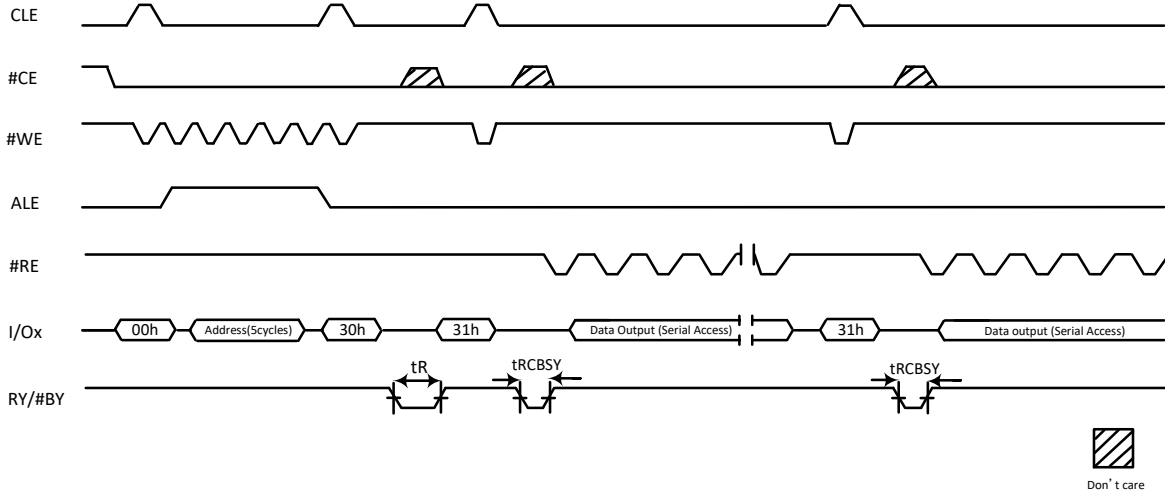 CLE
#CE
#WE
ALE
#RE
I/Ox 00h Address(5cycles) 30h 31h Data Output (Serial Access) 31h Data output (Serial Access)
tR tRCBSY tRCBSY
RY/#BY
Don’t care